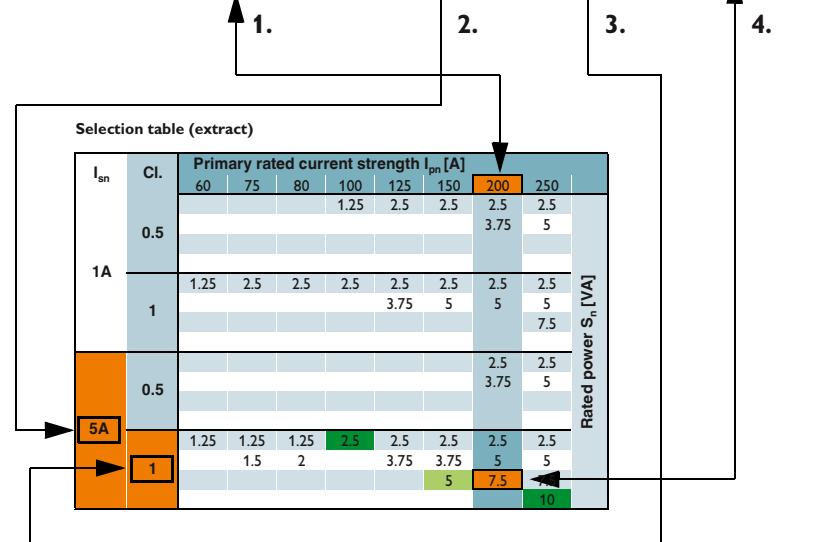 1. 2. 3. 4.
Selection table (extract)
Isn Cl. Primary rated current strength Ipn [A]
60 75 80 100 125 150 200 250
1.25 2.5 2.5 2.5 2.5
0.5 3.75 5
1A
1.25 2.5 2.5 2.5 2.5 2.5 2.5 2.5
1 3.75 5 5 5
7.5
2.5 2.5
0.5 3.75 5
5A
1.25 1.25 1.25 2.5 2.5 2.5 2.5 2.5
1 1.5 2 3.75 3.75 5 5
5 7.5
10
Rated power Sn [VA]